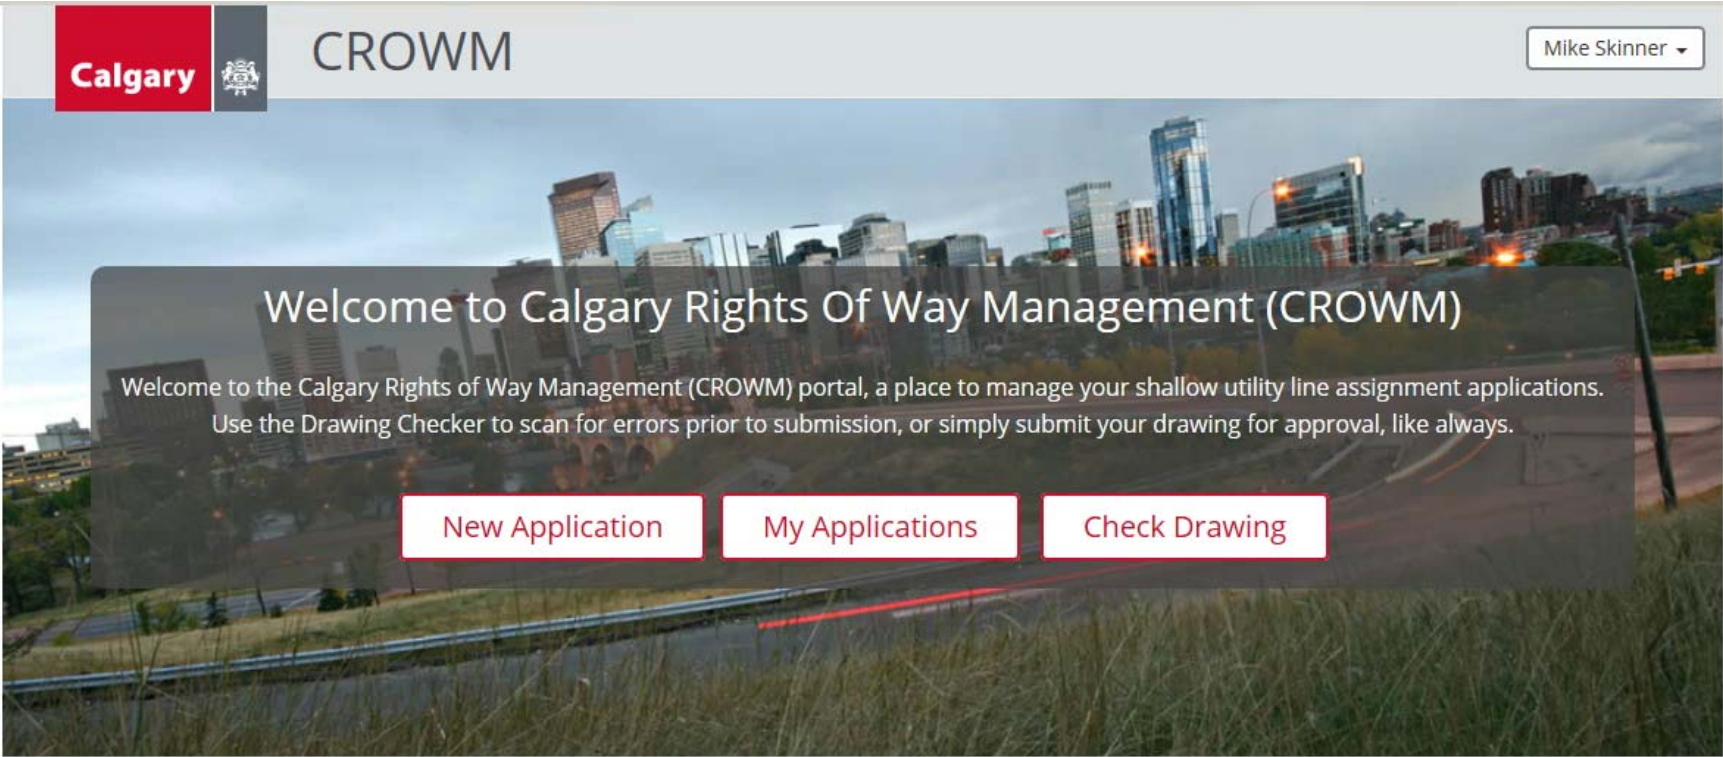 Calgary
CROWM
Mike Skinner
Welcome to Calgary Rights Of Way Management (CROWM)
Welcome to the Calgary Rights of Way Management (CROWM) portal, a place to manage your shallow utility line assignment applications.
Use the Drawing Checker to scan for errors prior to submission, or simply submit your drawing for approval, like always.
New Application
My Applications
Check Drawing